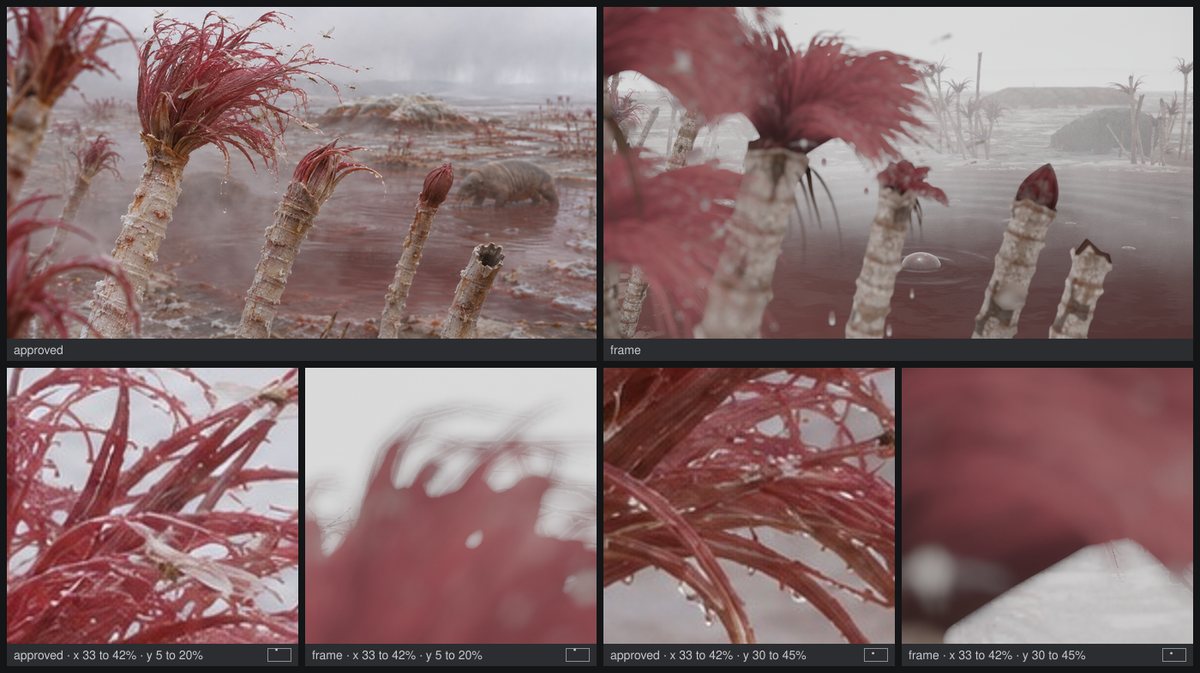 approved
frame
approved · x 33 to 42% · y 5 to 20%
frame · x 33 to 42% · y 5 to 20%
approved · x 33 to 42% · y 30 to 45%
frame · x 33 to 42% · y 30 to 45%